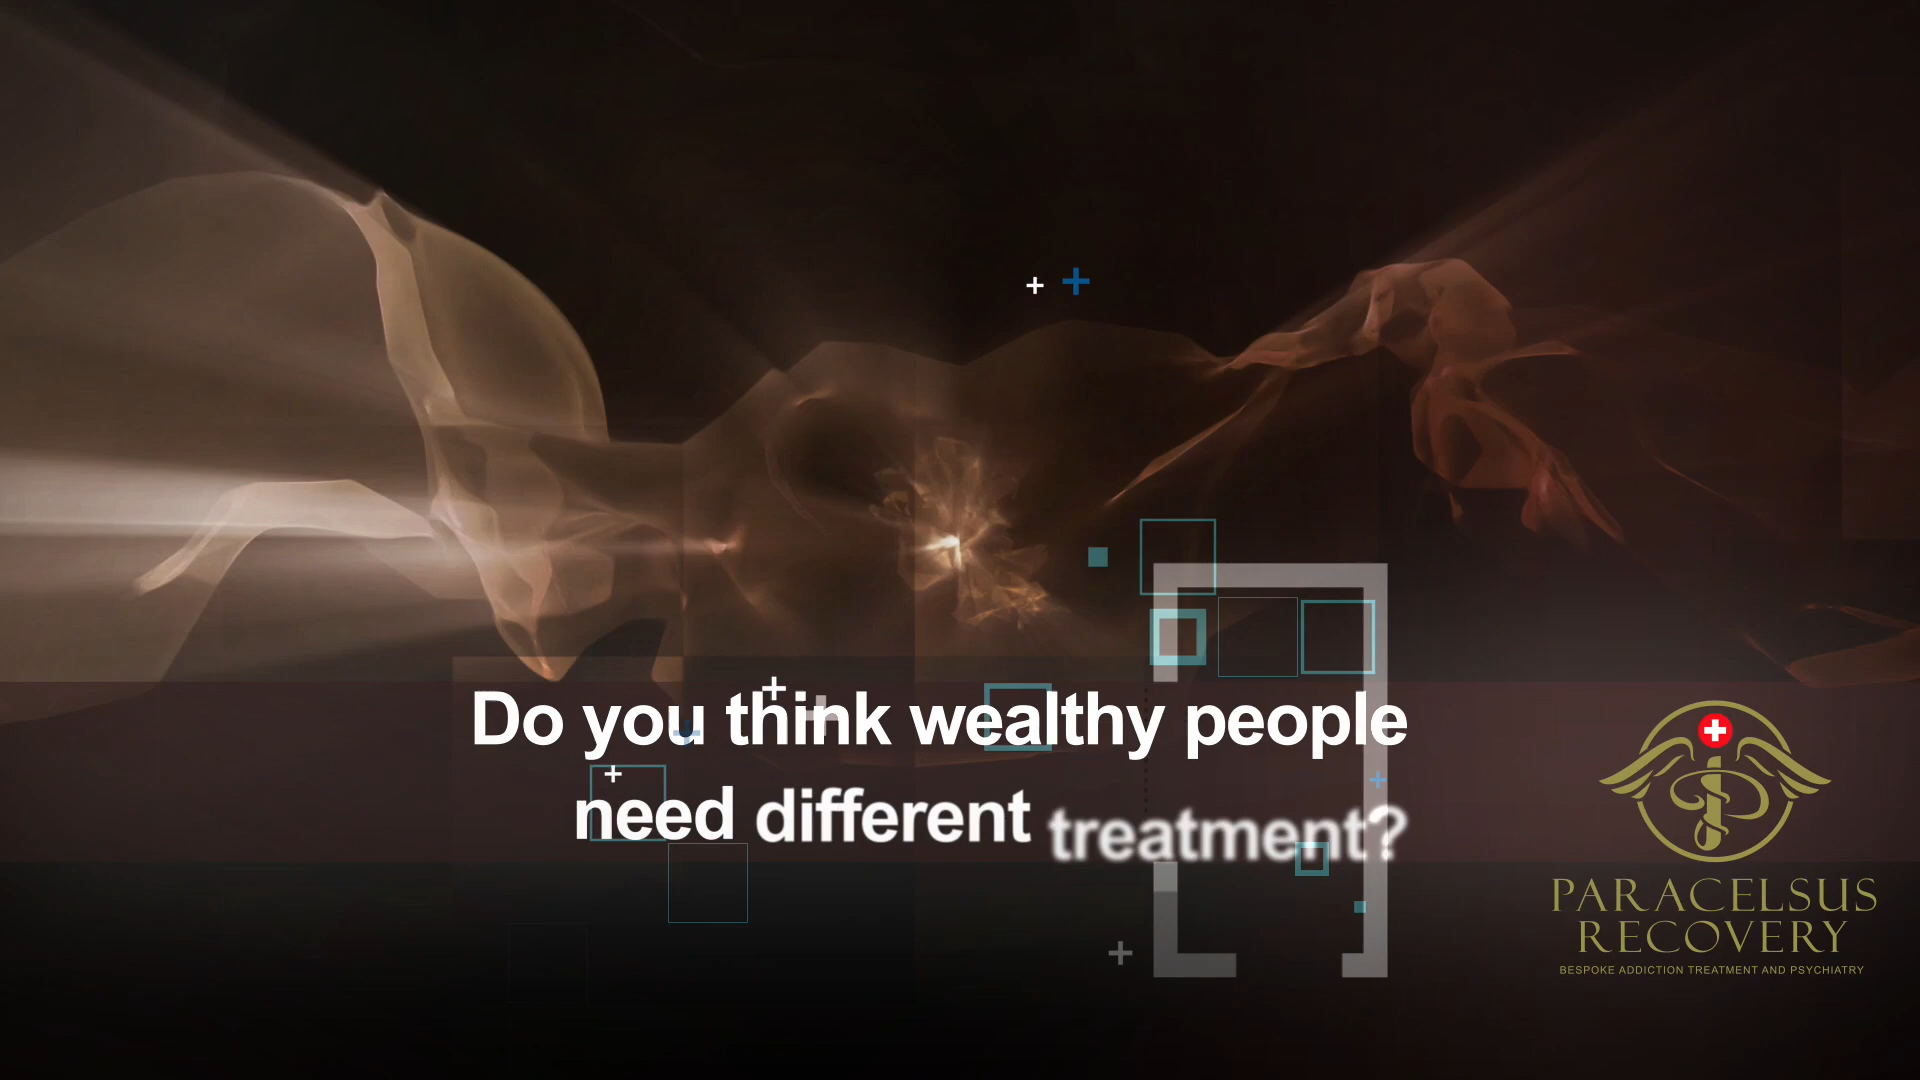 Do you think wealthy people
need different treatment?
PARACELSUS
RECOVERY
BESPOKE ADDICTION TREATMENT AND PSYCHIATRY